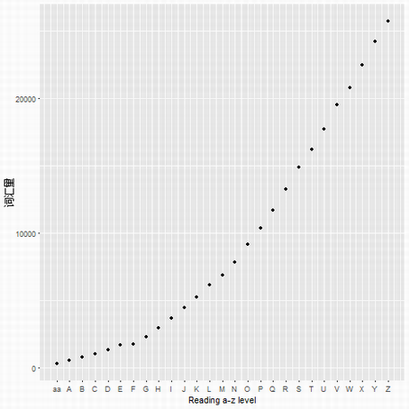 20000
词汇量
10000
0
aa A B C D E F G H I J K L M N O P Q R S T U V W X Y Z
Reading a-z level